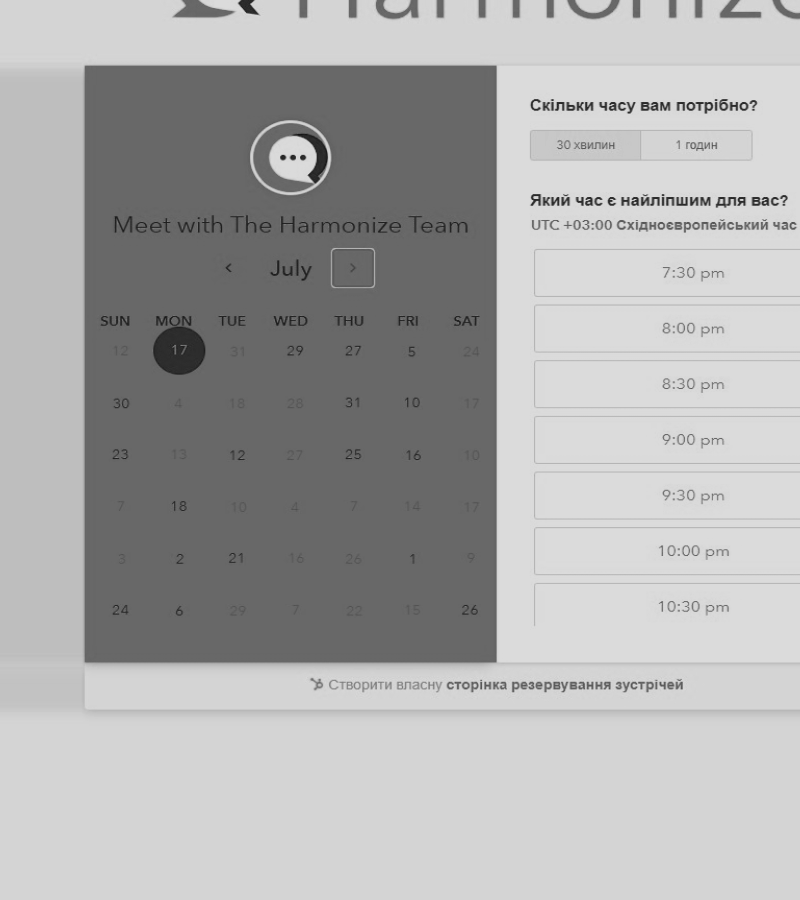 Harmonize
Meet with The Harmonize Team
July
SUN MON TUE WED THU FRI SAT
12 17 31 29 27 5 24
30 4 18 28 31 10 17
23 13 12 27 25 16 10
7 18 10 4 7 14 17
3 2 21 16 26 1 9
24 6 29 7 22 15 26
Скільки часу вам потрібно?
30 хвилин 1 годин
Який час є найліпшим для вас?
UTC +03:00 Східноєвропейський час
7:30 pm
8:00 pm
8:30 pm
9:00 pm
9:30 pm
10:00 pm
10:30 pm
Створити власну сторінка резервування зустрічей